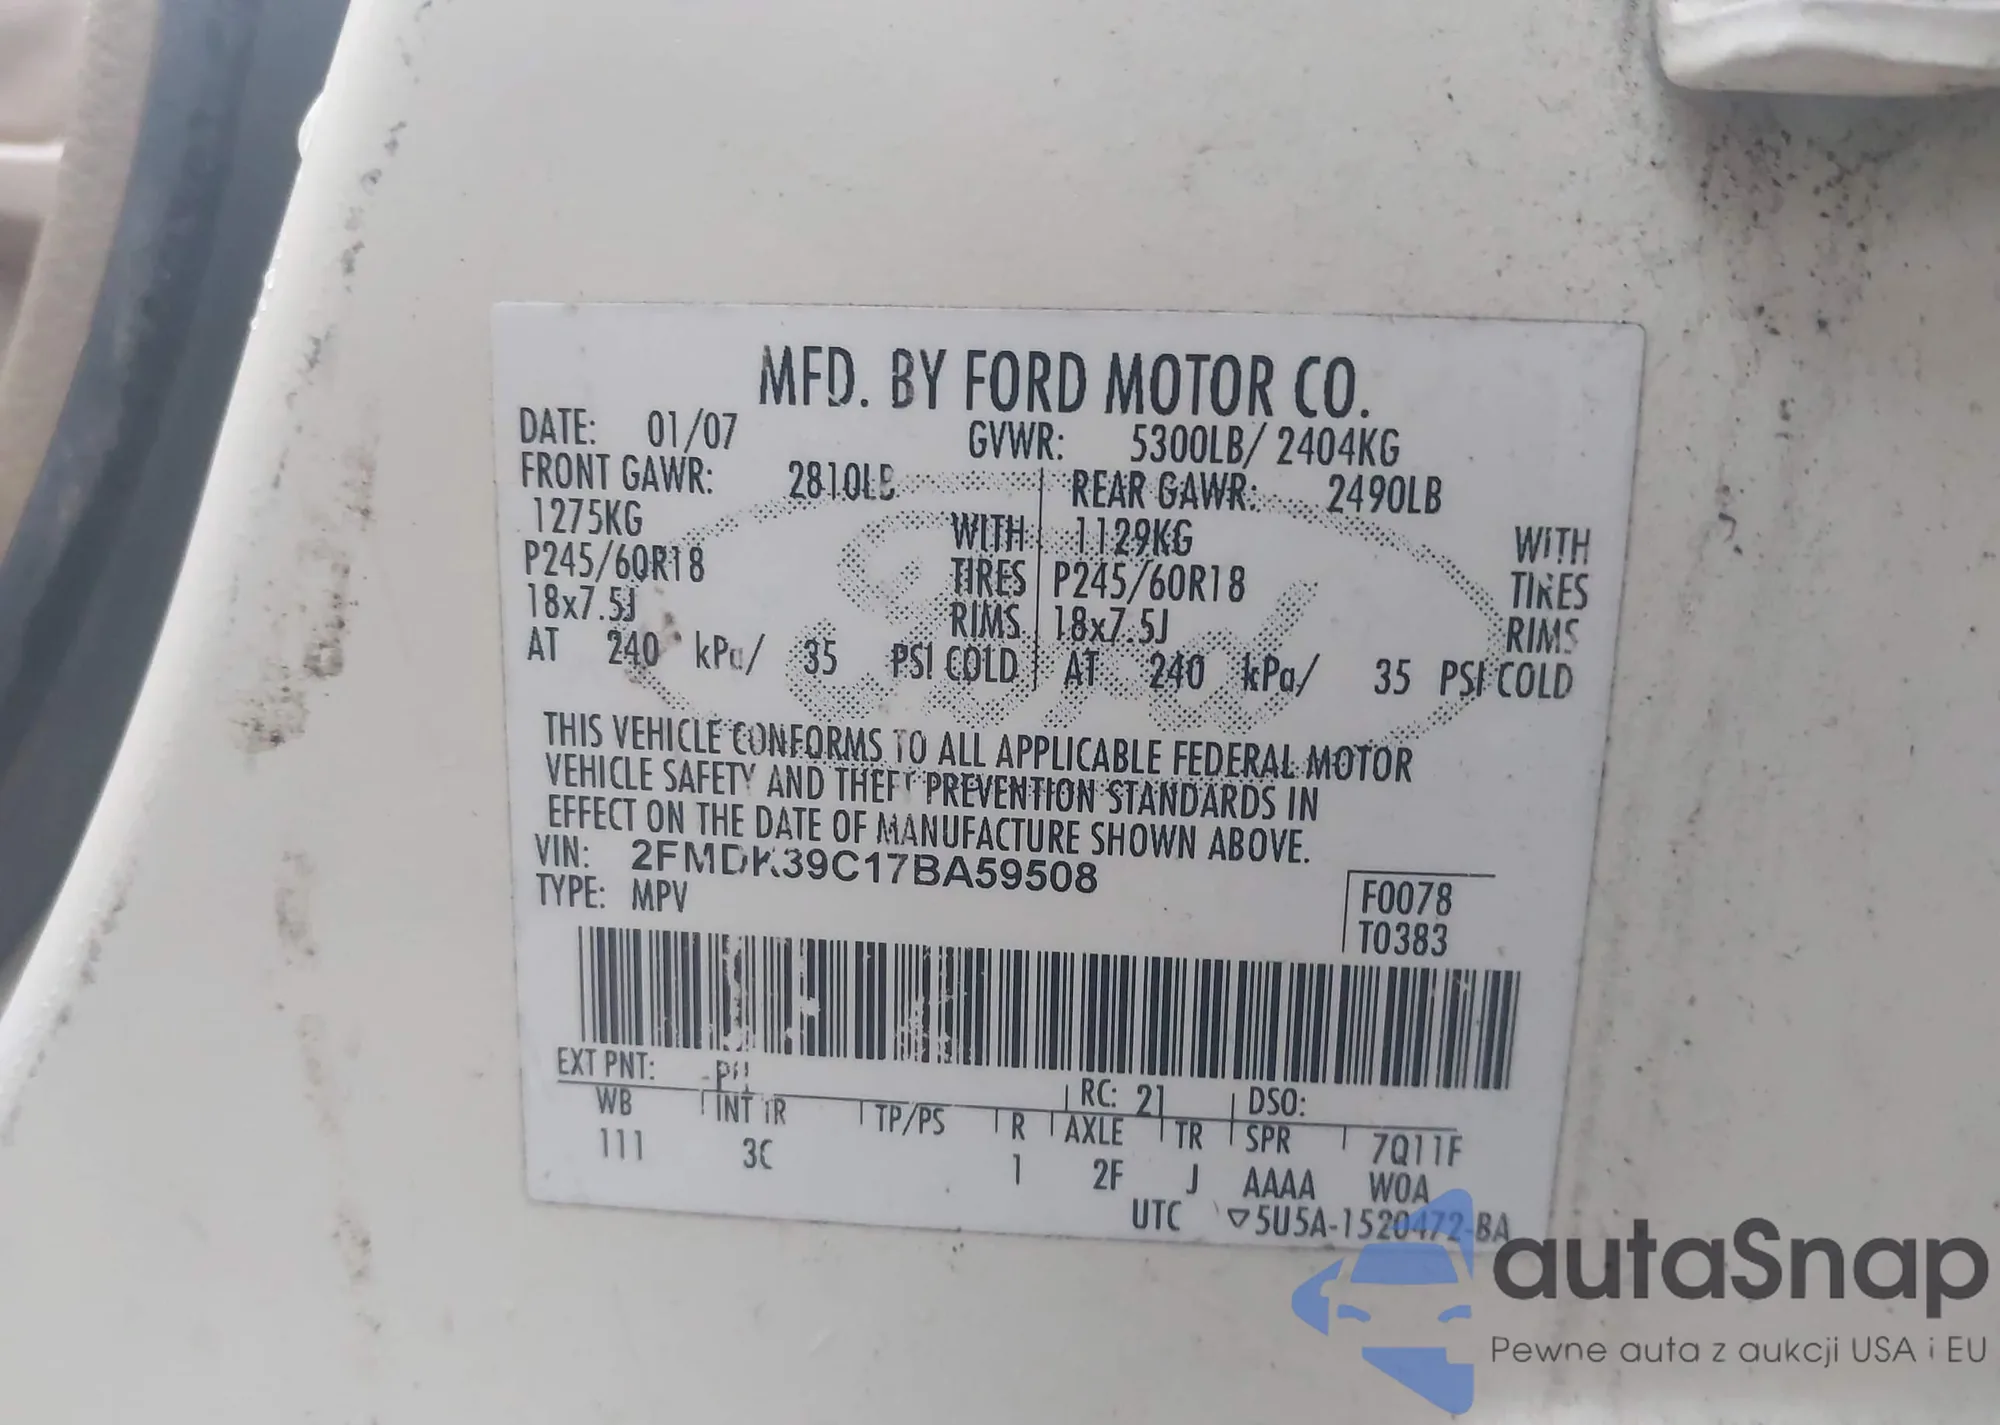 MFD. BY FORD MOTOR CO.
DATE: 01/07 GVWR: 5300LB/ 2404KG
FRONT GAWR: 2810LB REAR GAWR: 2490LB
1275KG WITH 1129KG WITH
P245/60R18 TIRES P245/60R18 TIRES
18x7.5J RIMS 18x7.5J RIMS
AT 240 kPa/ 35 PSI COLD AT 240 kPa/ 35 PSI COLD
THIS VEHICLE CONFORMS TO ALL APPLICABLE FEDERAL MOTOR
VEHICLE SAFETY AND THEFT PREVENTION STANDARDS IN
EFFECT ON THE DATE OF MANUFACTURE SHOWN ABOVE.
VIN: 2FMDK39C17BA59508
TYPE: MPV
F0078
T0383
EXT PNT: RC: 21 DSO:
WB INT TR TP/PS R AXLE TR SPR 7Q11F
111 3C 1 2F J AAAA WOA
UTC ▽5U5A-1520472-BA
autaSnap
Pewne auta z aukcji USA i EU